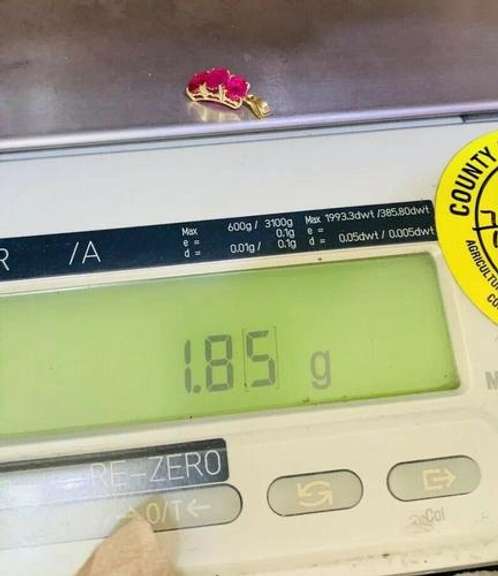 R /A
Max 600g / 3100g Max 1993.3dwt /385.80dwt
e = 0.1g e =
d = 0.01g / 0.1g d = 0.05dwt / 0.005dwt
COUNTY
AGRICULTU
CO
1.85 g
M
RE-ZERO
→0/T←
Cal